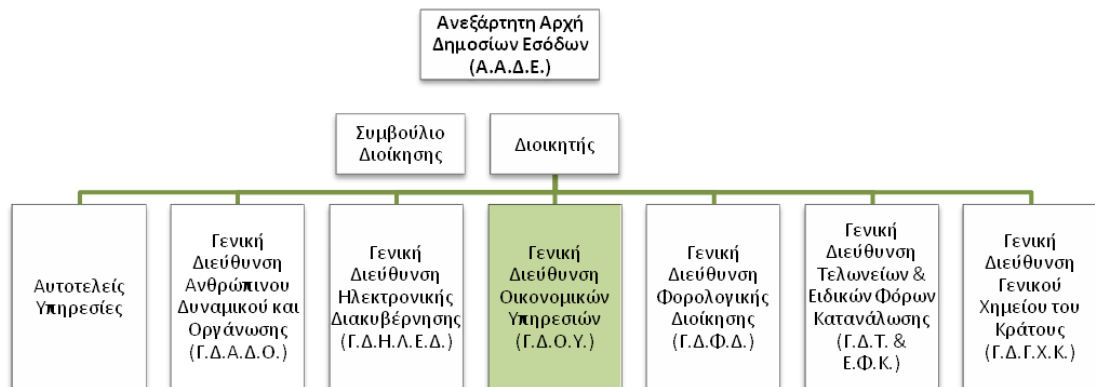 Ανεξάρτητη Αρχή
Δημοσίων Εσόδων
(Α.Α.Δ.Ε.)
Συμβούλιο
Διοίκησης
Διοικητής
Αυτοτελείς
Υπηρεσίες
Γενική
Διεύθυνση
Ανθρώπινου
Δυναμικού και
Οργάνωσης
(Γ.Δ.Α.Δ.Ο.)
Γενική
Διεύθυνση
Ηλεκτρονικής
Διακυβέρνησης
(Γ.Δ.Η.Λ.Ε.Δ.)
Γενική
Διεύθυνση
Οικονομικών
Υπηρεσιών
(Γ.Δ.Ο.Υ.)
Γενική
Διεύθυνση
Φορολογικής
Διοίκησης
(Γ.Δ.Φ.Δ.)
Γενική
Διεύθυνση
Τελωνείων &
Ειδικών Φόρων
Κατανάλωσης
(Γ.Δ.Τ. &
Ε.Φ.Κ.)
Γενική
Διεύθυνση
Γενικού
Χημείου του
Κράτους
(Γ.Δ.Γ.Χ.Κ.)